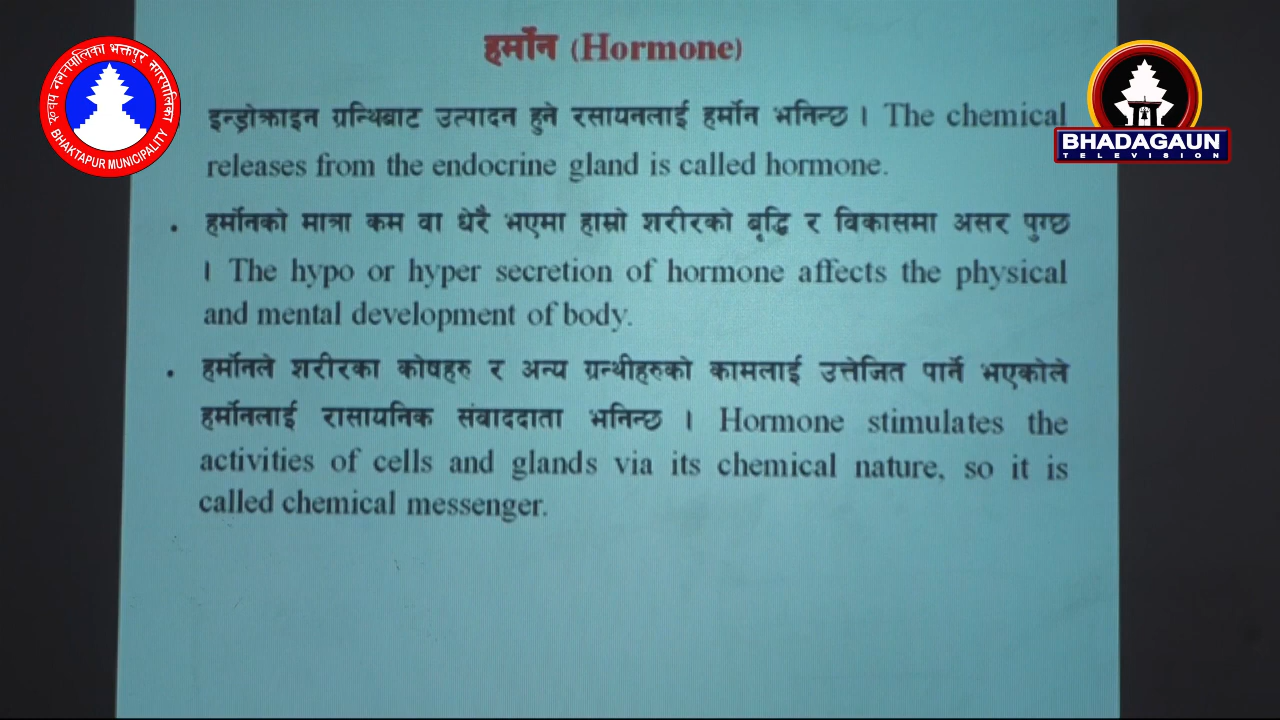 हर्मोन (Hormone)
इन्ड्रोक्राइन ग्रन्थिबाट उत्पादन हुने रसायनलाई हर्मोन भनिन्छ । The chemical
releases from the endocrine gland is called hormone.
• हर्मोनको मात्रा कम वा धेरै भएमा हाम्रो शरीरको बृद्धि र विकासमा असर पुग्छ
। The hypo or hyper secretion of hormone affects the physical
and mental development of body.
• हर्मोनले शरीरका कोषहरु र अन्य ग्रन्थीहरुको कामलाई उत्तेजित पार्ने भएकोले
हर्मोनलाई रासायनिक संवाददाता भनिन्छ । Hormone stimulates the
activities of cells and glands via its chemical nature, so it is
called chemical messenger.
भक्तपुर नगरपालिका
BHAKTAPUR MUNICIPALITY
BHADAGAUN
TELEVISION